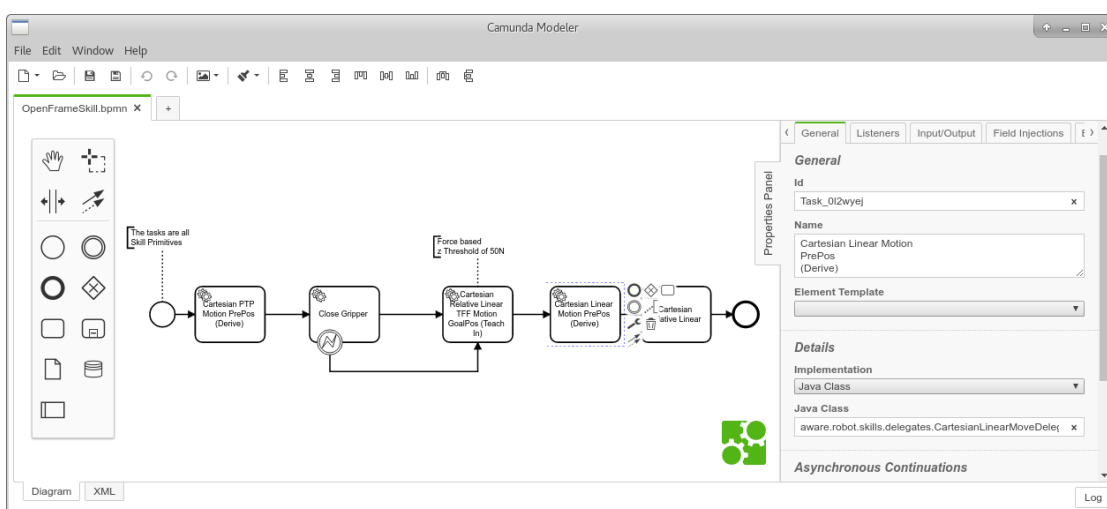 Camunda Modeler
File Edit Window Help
OpenFrameSkill.bpmn × +
The tasks are all
Skill Primitives
Cartesian PTP
Motion PrePos
(Derive)
Close Gripper
Force based
z Threshold of 50N
Cartesian
Relative Linear
TFF Motion
GoalPos (Teach
In)
Cartesian Linear
Motion PrePos
(Derive)
Cartesian
ative Linear
Properties Panel
General Listeners Input/Output Field Injections
General
Id
Task_0l2wyej x
Name
Cartesian Linear Motion
PrePos
(Derive)
Element Template
Details
Implementation
Java Class
Java Class
aware.robot.skills.delegates.CartesianLinearMoveDeleg x
Asynchronous Continuations
Diagram XML
Log